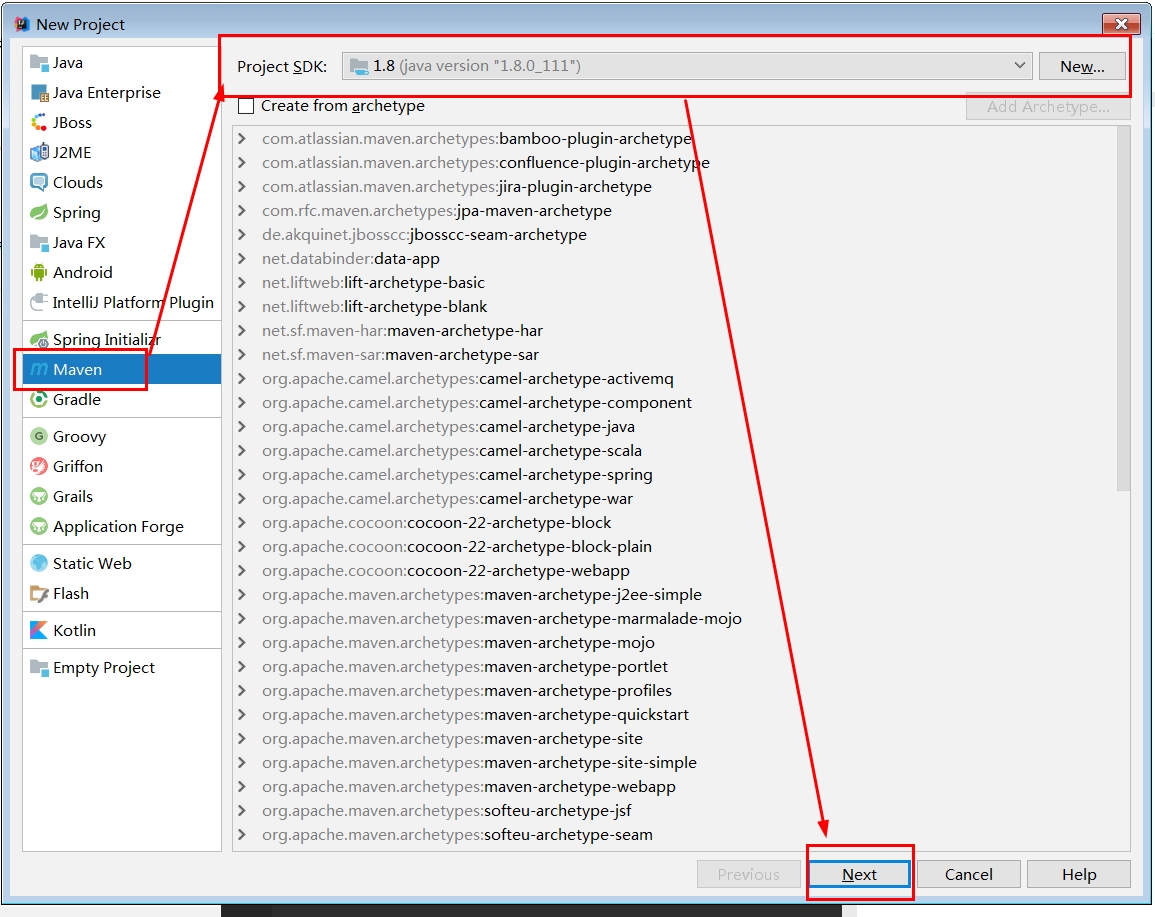 New Project
Java
Java Enterprise
JBoss
J2ME
Clouds
Spring
Java FX
Android
IntelliJ Platform Plugin
Spring Initializr
Maven
Gradle
Groovy
Griffon
Grails
Application Forge
Static Web
Flash
Kotlin
Empty Project
Project SDK: 1.8 (java version "1.8.0_111") New...
Create from archetype Add Archetype...
com.atlassian.maven.archetypes:bamboo-plugin-archetype
com.atlassian.maven.archetypes:confluence-plugin-archetype
com.atlassian.maven.archetypes:jira-plugin-archetype
com.rfc.maven.archetypes:jpa-maven-archetype
de.akquinet.jbosscc:jbosscc-seam-archetype
net.databinder:data-app
net.liftweb:lift-archetype-basic
net.liftweb:lift-archetype-blank
net.sf.maven-har:maven-archetype-har
net.sf.maven-sar:maven-archetype-sar
org.apache.camel.archetypes:camel-archetype-activemq
org.apache.camel.archetypes:camel-archetype-component
org.apache.camel.archetypes:camel-archetype-java
org.apache.camel.archetypes:camel-archetype-scala
org.apache.camel.archetypes:camel-archetype-spring
org.apache.camel.archetypes:camel-archetype-war
org.apache.cocoon:cocoon-22-archetype-block
org.apache.cocoon:cocoon-22-archetype-block-plain
org.apache.cocoon:cocoon-22-archetype-webapp
org.apache.maven.archetypes:maven-archetype-j2ee-simple
org.apache.maven.archetypes:maven-archetype-marmalade-mojo
org.apache.maven.archetypes:maven-archetype-mojo
org.apache.maven.archetypes:maven-archetype-portlet
org.apache.maven.archetypes:maven-archetype-profiles
org.apache.maven.archetypes:maven-archetype-quickstart
org.apache.maven.archetypes:maven-archetype-site
org.apache.maven.archetypes:maven-archetype-site-simple
org.apache.maven.archetypes:maven-archetype-webapp
org.apache.maven.archetypes:softeu-archetype-jsf
org.apache.maven.archetypes:softeu-archetype-seam
Previous Next Cancel Help